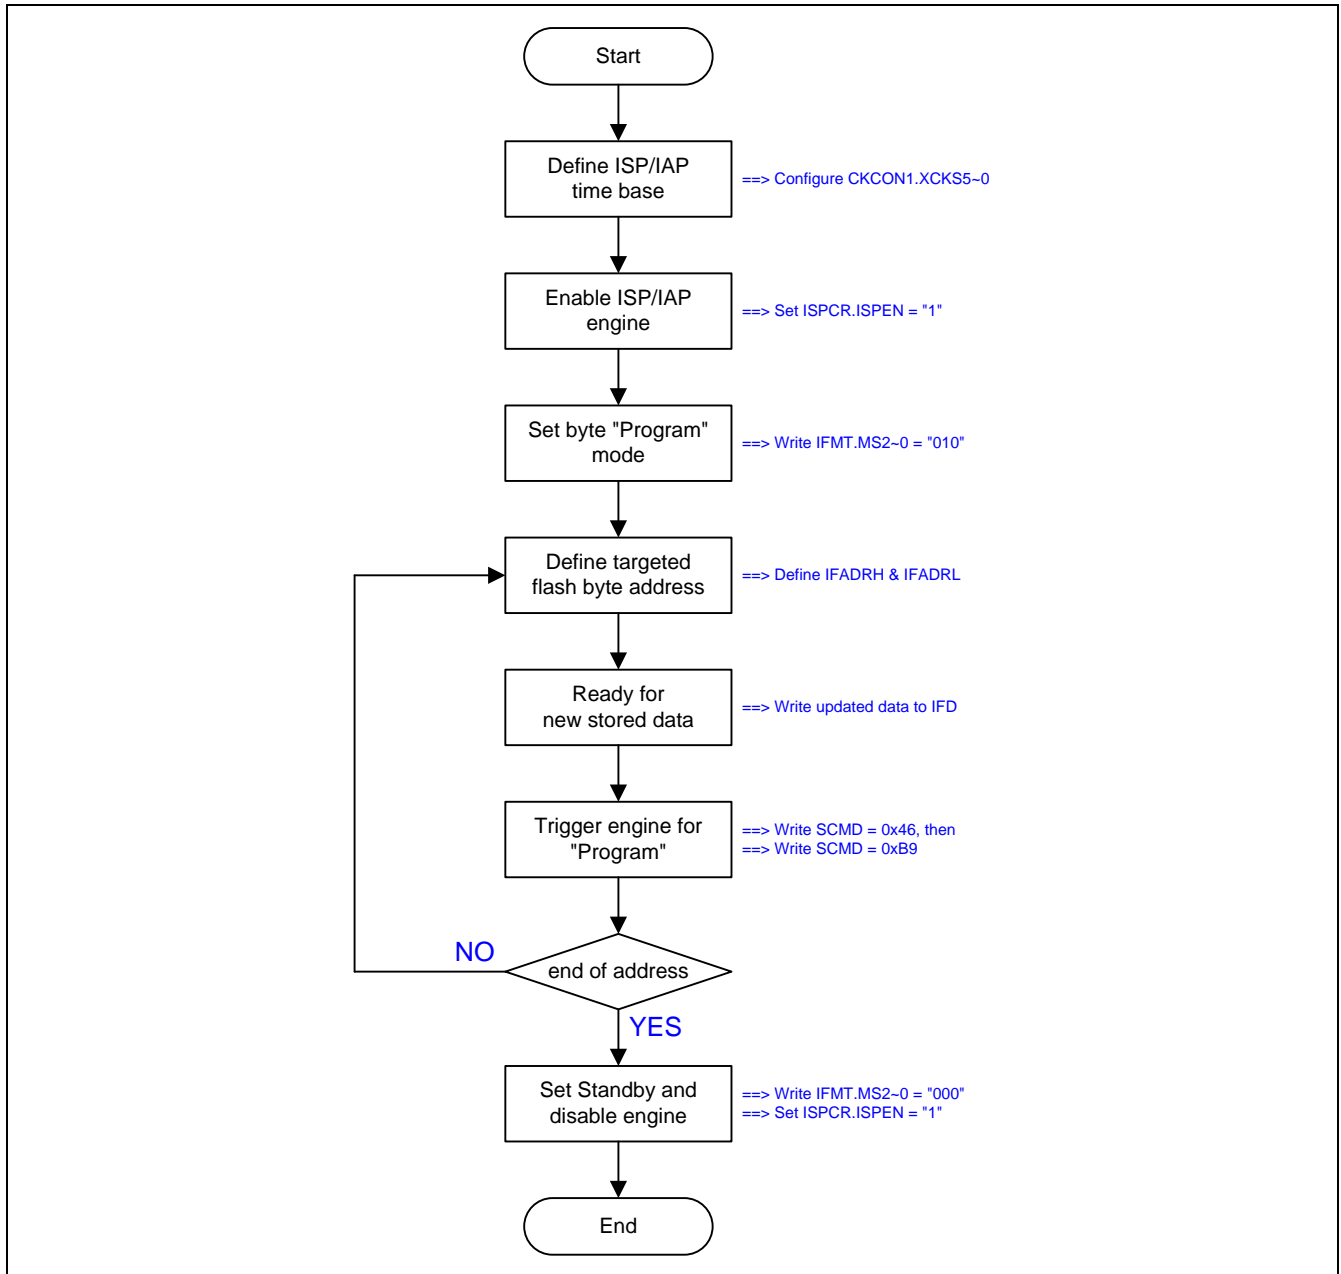 Start
Define ISP/IAP
time base
==> Configure CKCON1.XCKS5~0
Enable ISP/IAP
engine
==> Set ISPCR.ISPEN = "1"
Set byte "Program"
mode
==> Write IFMT.MS2~0 = "010"
Define targeted
flash byte address
==> Define IFADRH & IFADRL
Ready for
new stored data
==> Write updated data to IFD
Trigger engine for
"Program"
==> Write SCMD = 0x46, then
==> Write SCMD = 0xB9
NO
end of address
YES
Set Standby and
disable engine
==> Write IFMT.MS2~0 = "000"
==> Set ISPCR.ISPEN = "1"
End